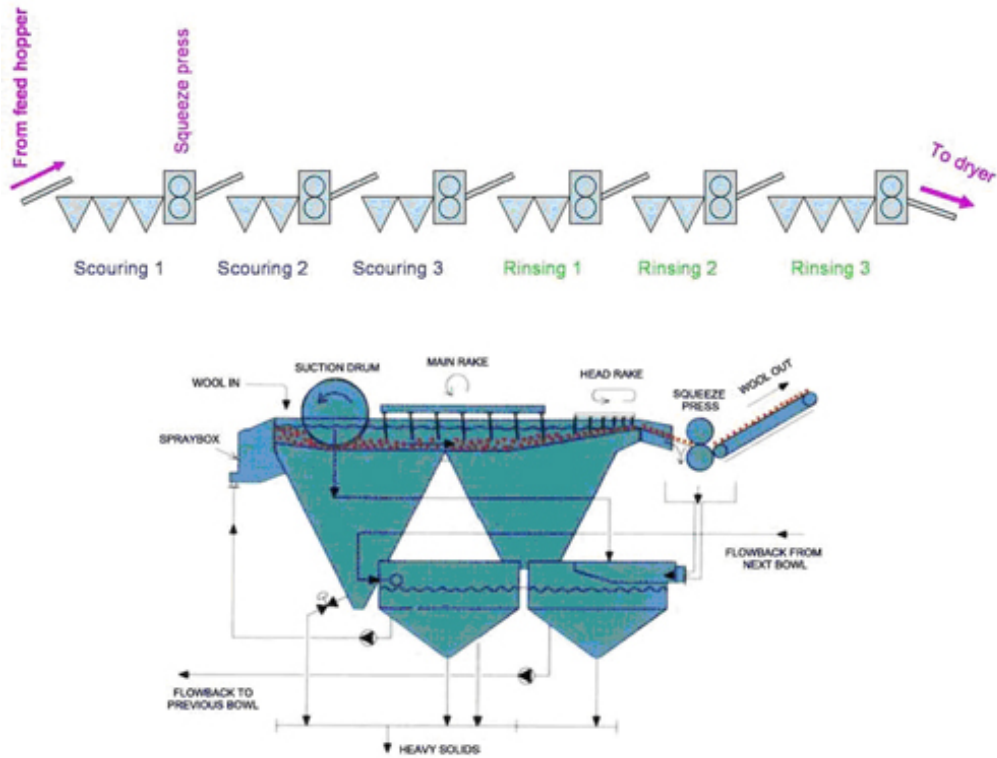 From feed hopper
Squeeze press
To dryer
Scouring 1
Scouring 2
Scouring 3
Rinsing 1
Rinsing 2
Rinsing 3
SUCTION DRUM
MAIN RAKE
HEAD RAKE
WOOL IN
SQUEEZE
PRESS
WOOL OUT
SPRAYBOX
FLOWBACK FROM
NEXT BOWL
FLOWBACK TO
PREVIOUS BOWL
HEAVY SOLIDS